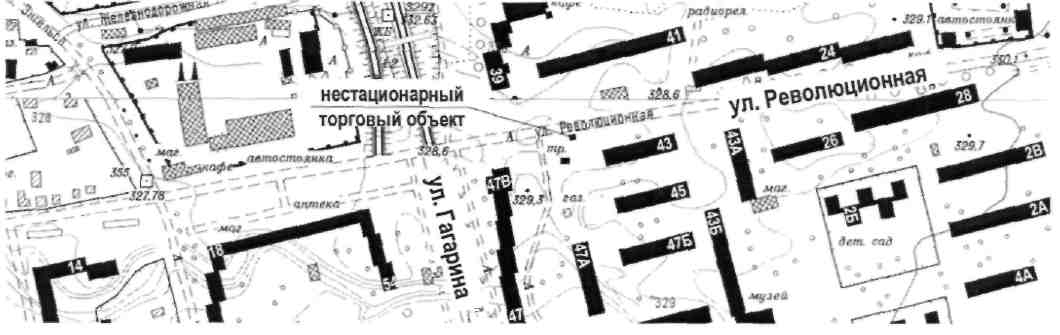 ул. Железнодорожная
кафе
41
радиорел
329.1
автостоянка
24
39
328.6
ул. Революционная
330.1
нестационарный
торговый объект
328
28
ул. Революционная
маг.
кафе
автостоянка
328.6
тр.
43
43А
26
329.7
2В
355
327.78
47В
329.3
газ.
45
маг.
2Б
2А
аптека
маг
18
ул. Гагарина
47А
47Б
43Б
дет. сад
14
4А
47
329
музей